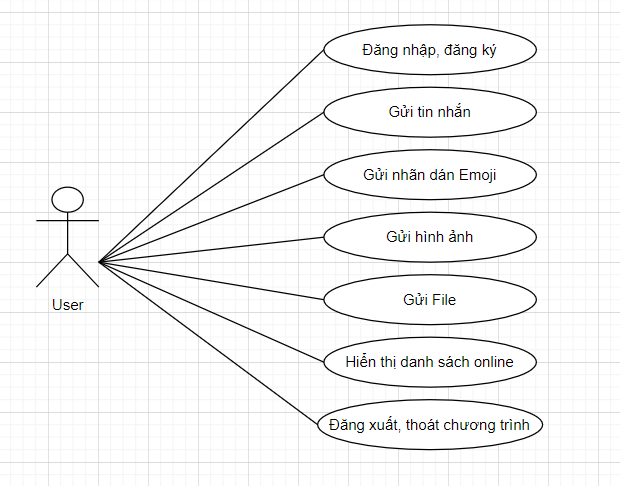 Đăng nhập, đăng ký
Gửi tin nhắn
Gửi nhãn dán Emoji
Gửi hình ảnh
User
Gửi File
Hiển thị danh sách online
Đăng xuất, thoát chương trình